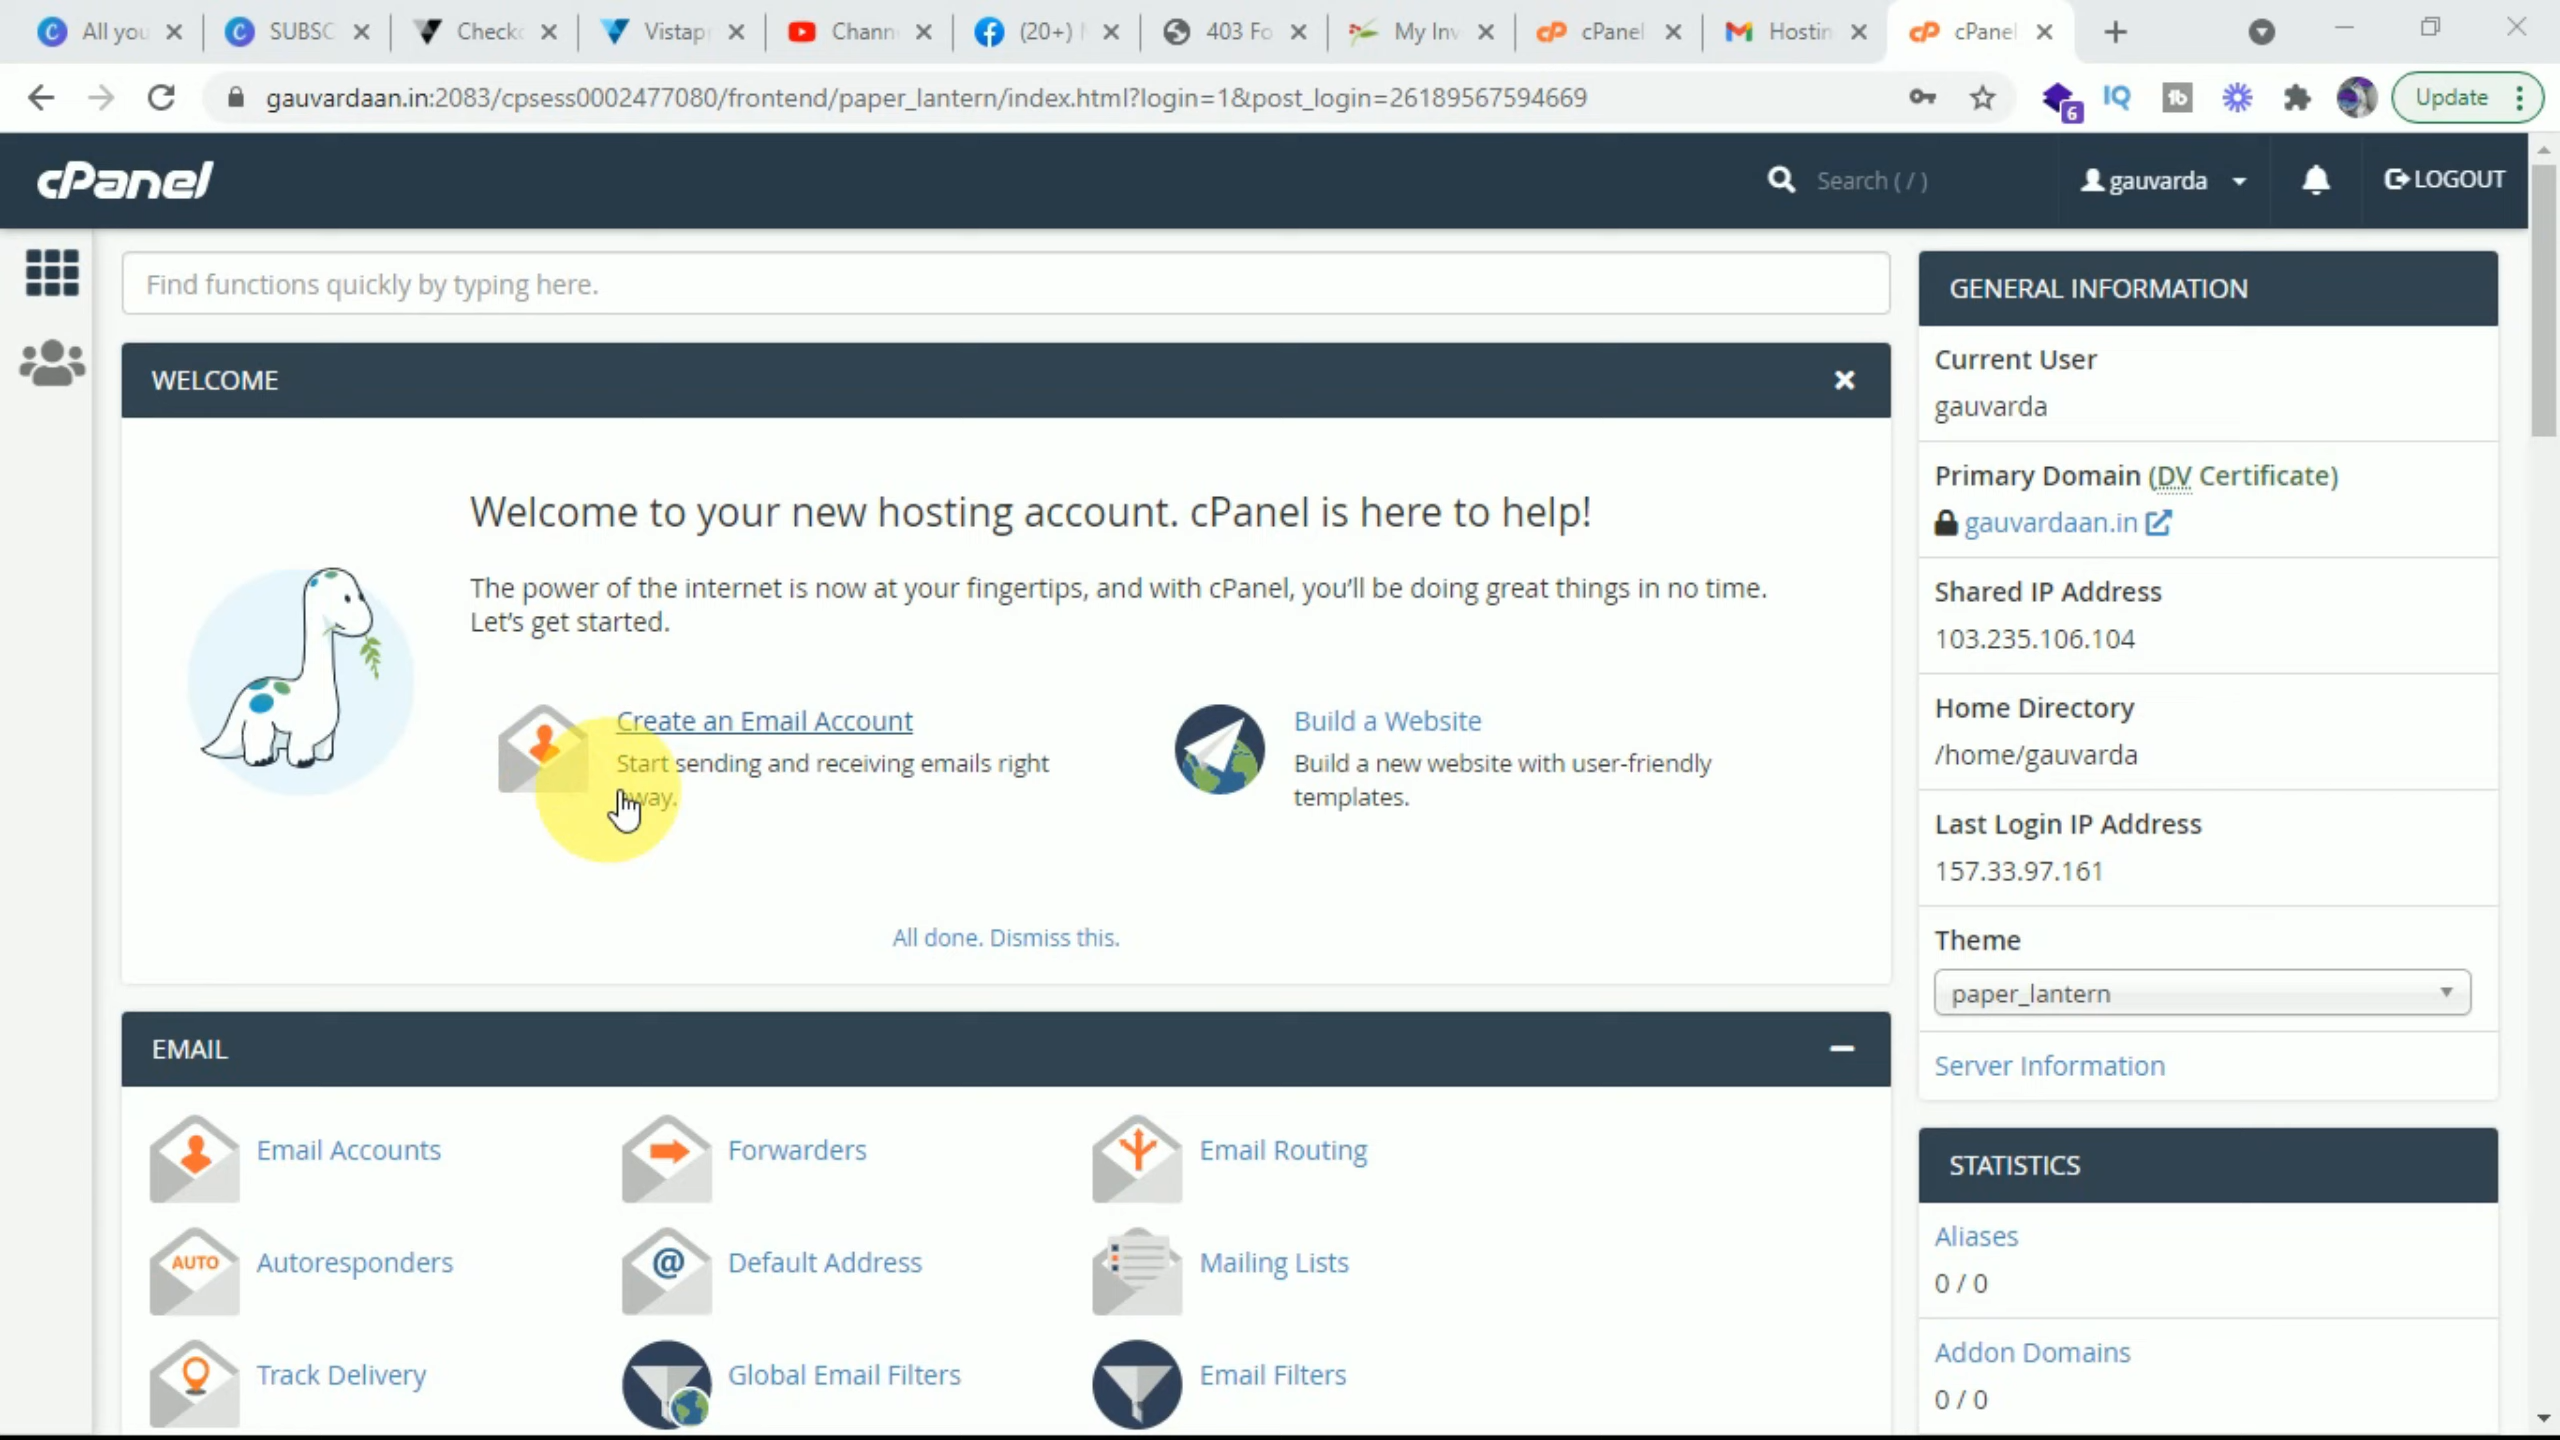 All you
SUBSC
Checko
Vistap
Chann
(20+)
403 Fo
My Inv
cPanel
Hostin
cPanel
gauvardaan.in:2083/cpsess0002477080/frontend/paper_lantern/index.html?login=1&post_login=26189567594669
6
IQ
tb
Update
cPanel
Search ( / )
gauvarda
LOGOUT
Find functions quickly by typing here.
WELCOME
Welcome to your new hosting account. cPanel is here to help!
The power of the internet is now at your fingertips, and with cPanel, you'll be doing great things in no time.
Let's get started.
Create an Email Account
Start sending and receiving emails right
away.
Build a Website
Build a new website with user-friendly
templates.
All done. Dismiss this.
EMAIL
Email Accounts
Forwarders
Email Routing
AUTO
Autoresponders
@
Default Address
Mailing Lists
Track Delivery
Global Email Filters
Email Filters
GENERAL INFORMATION
Current User
gauvarda
Primary Domain (DV Certificate)
gauvardaan.in
Shared IP Address
103.235.106.104
Home Directory
/home/gauvarda
Last Login IP Address
157.33.97.161
Theme
paper_lantern
Server Information
STATISTICS
Aliases
0 / 0
Addon Domains
0 / 0